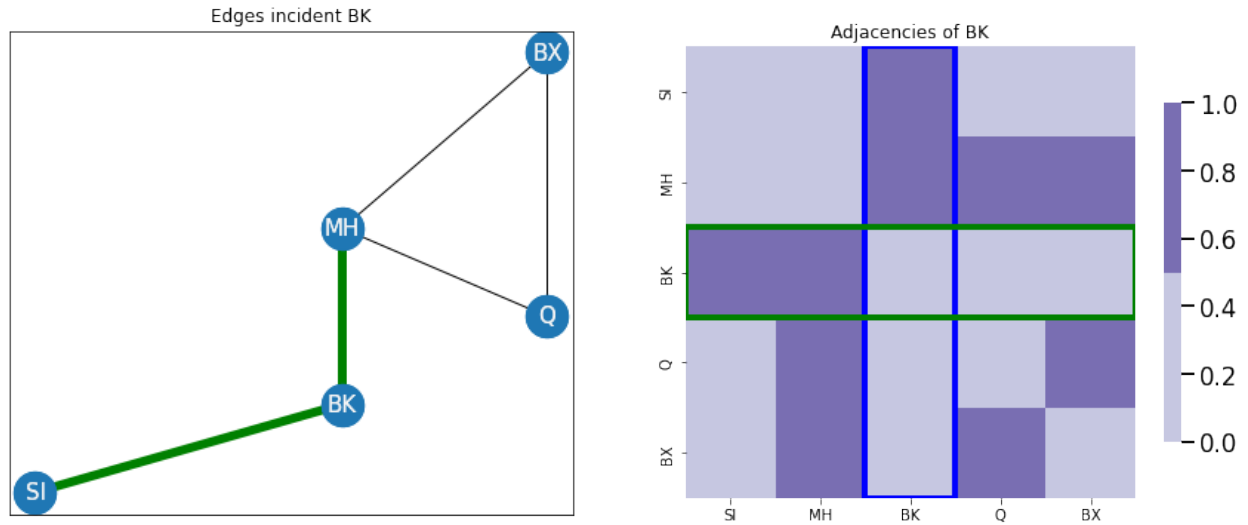 Edges incident BK
BX
MH
Q
BK
SI
Adjacencies of BK
SI
MH
BK
Q
BX
SI MH BK Q BX
1.0
0.8
0.6
0.4
0.2
0.0